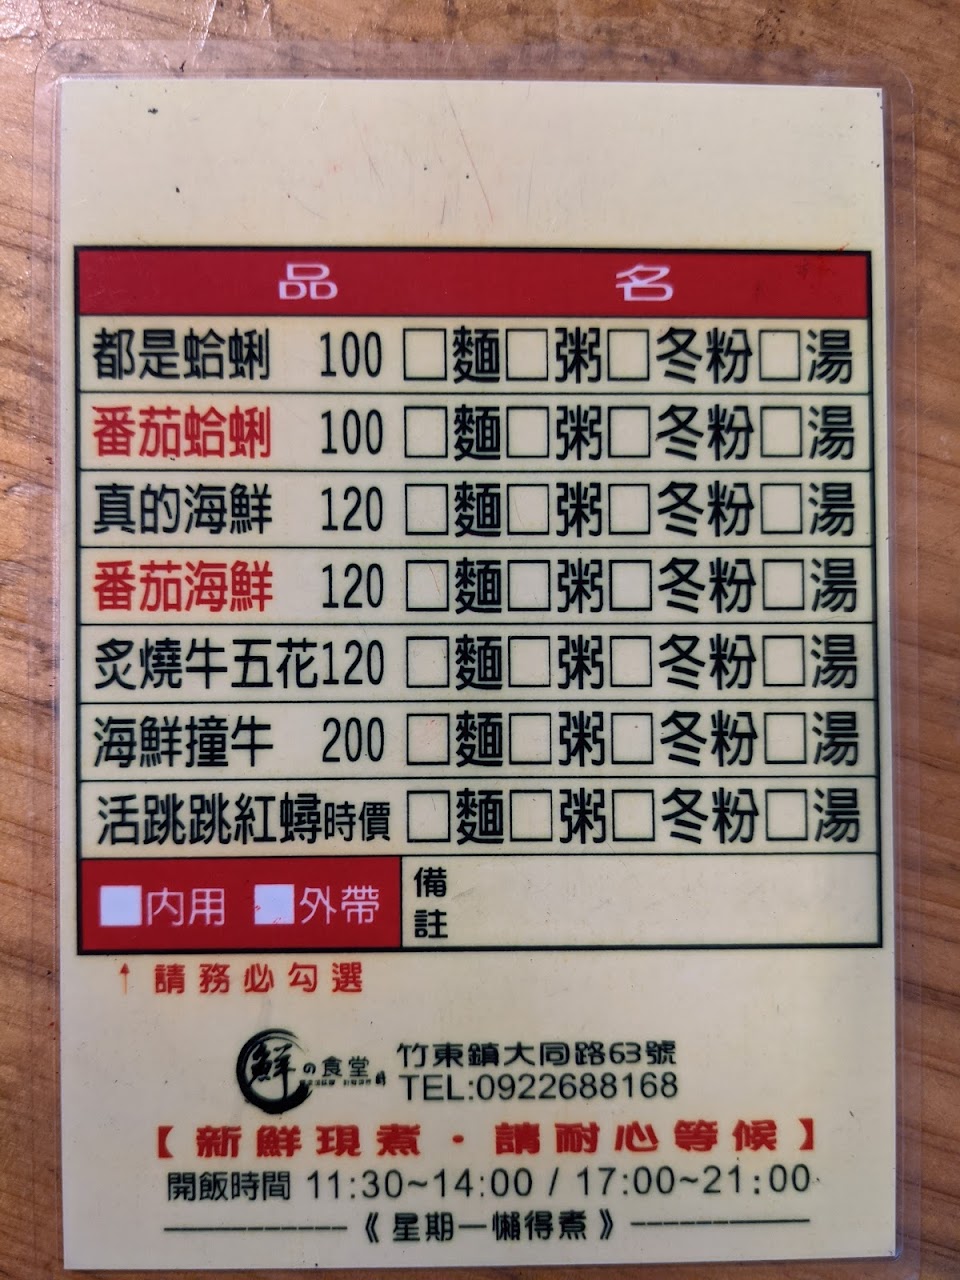 品 名
都是蛤蜊 100 □麵□粥□冬粉□湯
番茄蛤蜊 100 □麵□粥□冬粉□湯
真的海鮮 120 □麵□粥□冬粉□湯
番茄海鮮 120 □麵□粥□冬粉□湯
炙燒牛五花120 □麵□粥□冬粉□湯
海鮮撞牛 200 □麵□粥□冬粉□湯
活跳跳紅蟳時價 □麵□粥□冬粉□湯
■內用 ■外帶 備註
↑ 請務必勾選
鮮の食堂
竹東鎮大同路63號
TEL:0922688168
【新鮮現煮・請耐心等候】
開飯時間 11:30~14:00 / 17:00~21:00
《星期一懶得煮》